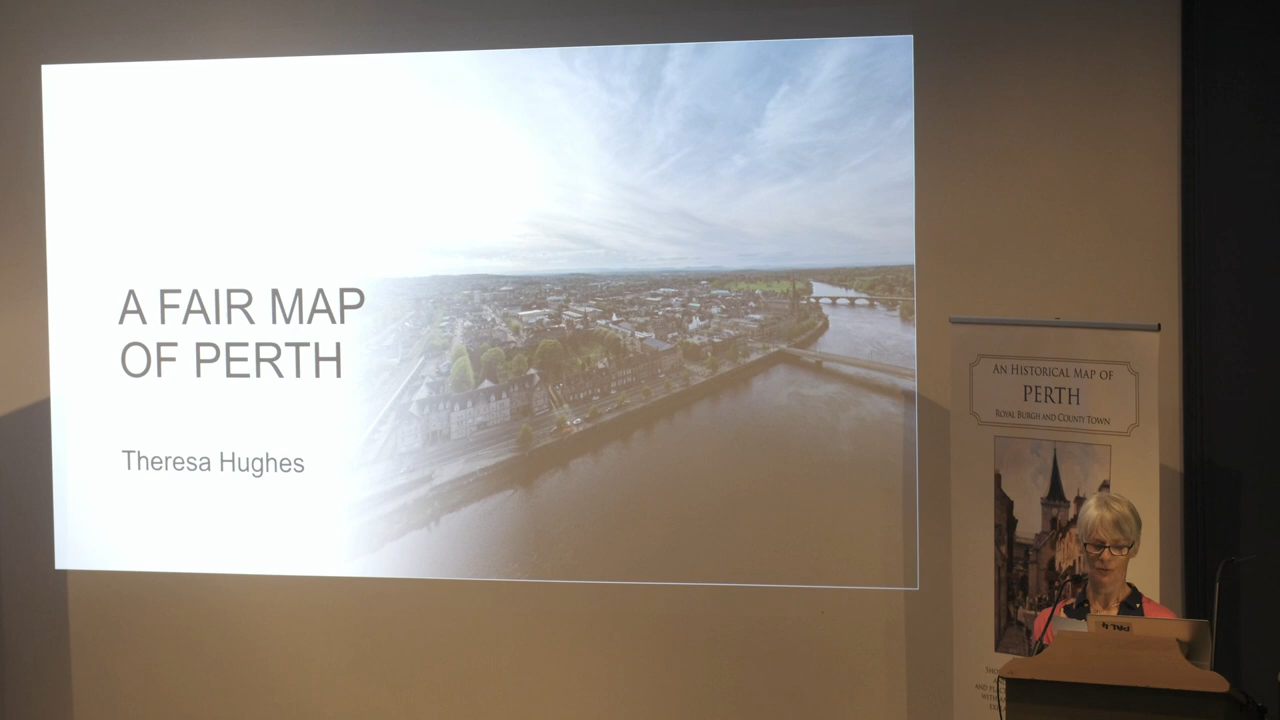 A FAIR MAP
OF PERTH
Theresa Hughes
AN HISTORICAL MAP OF
PERTH
ROYAL BURGH AND COUNTY TOWN